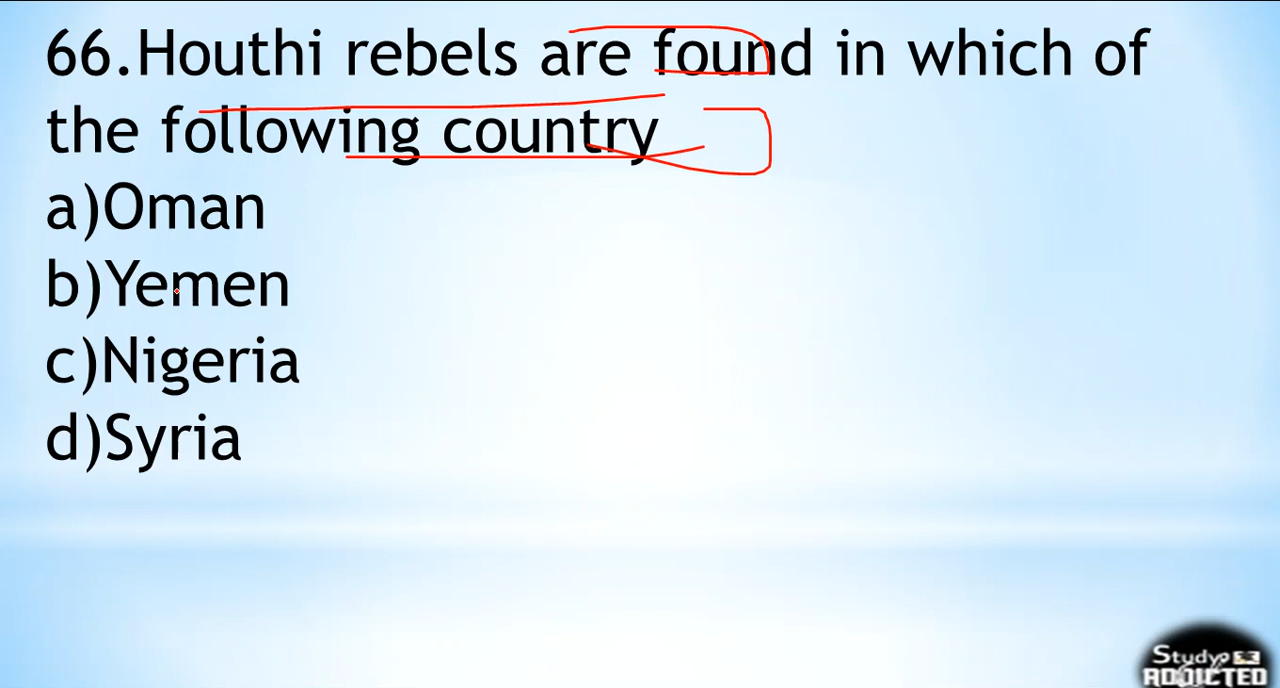 66.Houthi rebels are found in which of
the following country
a)Oman
b)Yemen
c)Nigeria
d)Syria
Study
ADDICTED